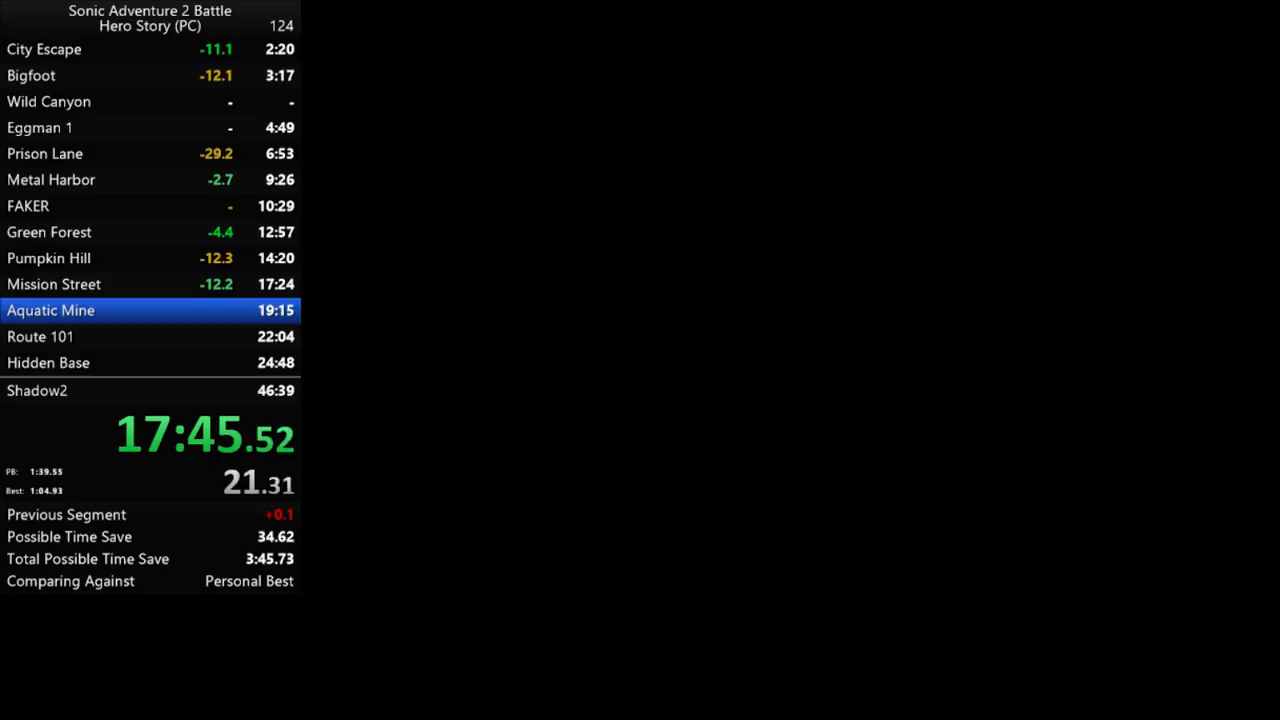 Sonic Adventure 2 Battle
Hero Story (PC) 124
City Escape -11.1 2:20
Bigfoot -12.1 3:17
Wild Canyon - -
Eggman 1 - 4:49
Prison Lane -29.2 6:53
Metal Harbor -2.7 9:26
FAKER - 10:29
Green Forest -4.4 12:57
Pumpkin Hill -12.3 14:20
Mission Street -12.2 17:24
Aquatic Mine 19:15
Route 101 22:04
Hidden Base 24:48
Shadow2 46:39
17:45.52
PB: 1:39.55
Best: 1:04.93
21.31
Previous Segment +0.1
Possible Time Save 34.62
Total Possible Time Save 3:45.73
Comparing Against Personal Best